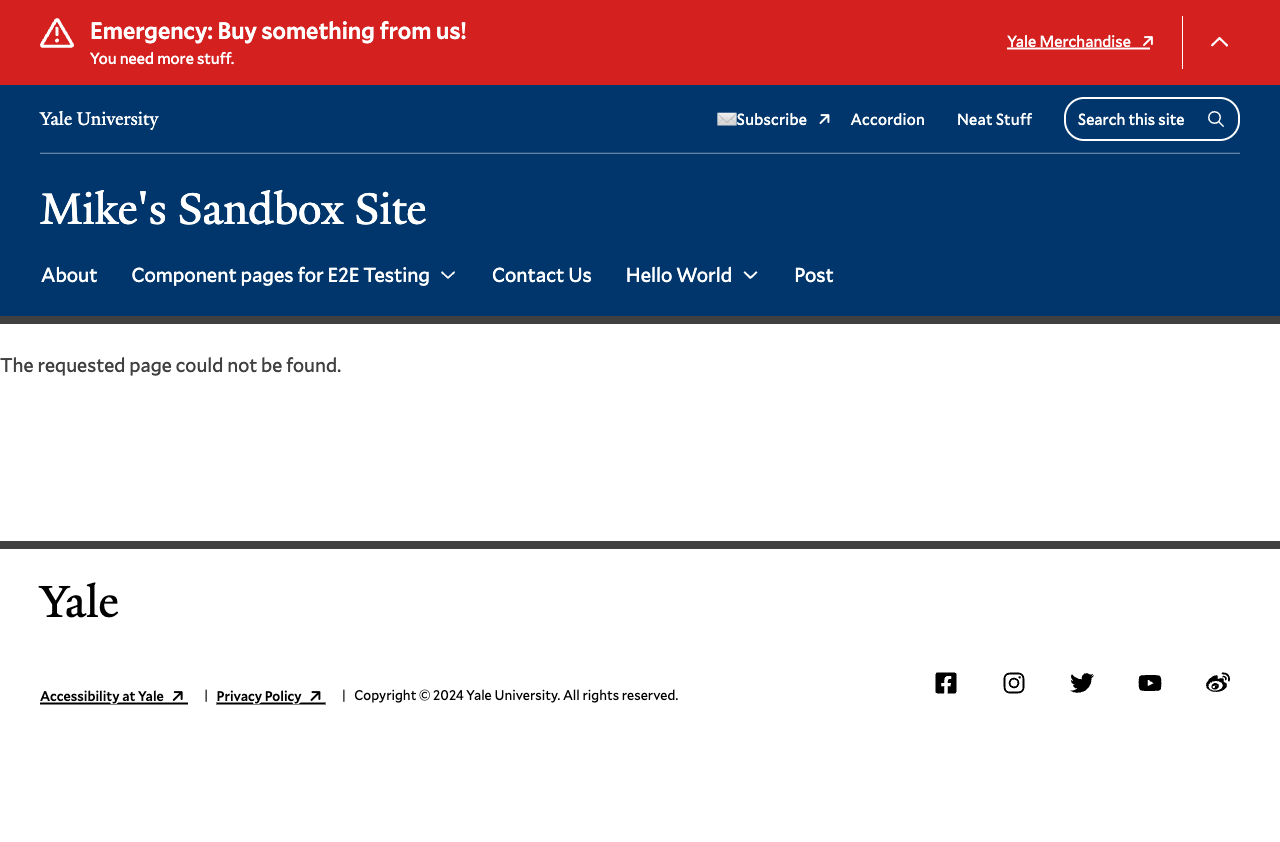 Emergency: Buy something from us!
You need more stuff.
Yale Merchandise
Yale University
Subscribe
Accordion
Neat Stuff
Search this site
Mike's Sandbox Site
About
Component pages for E2E Testing
Contact Us
Hello World
Post
The requested page could not be found.
Yale
Accessibility at Yale | Privacy Policy | Copyright © 2024 Yale University. All rights reserved.